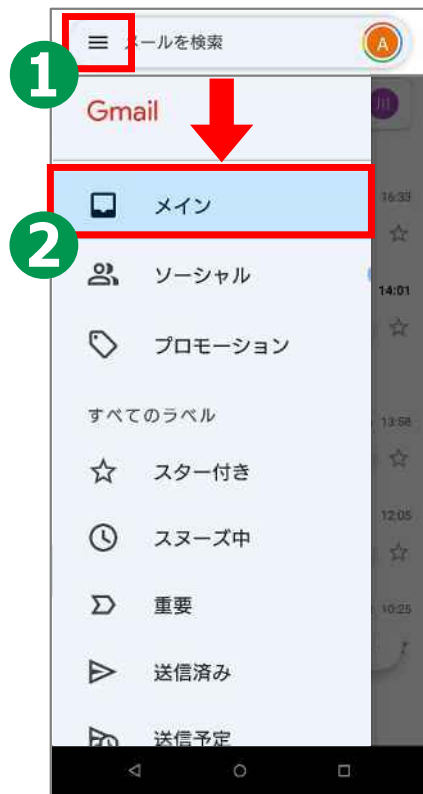 1
メールを検索
A
Gmail
川
2
メイン
16:33
ソーシャル
14:01
プロモーション
すべてのラベル
13:58
スター付き
12:05
スヌーズ中
重要
10:25
送信済み
送信予定